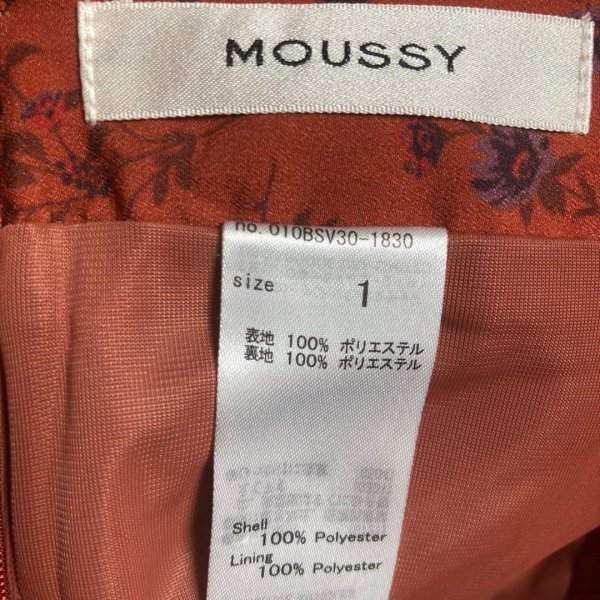 MOUSSY
no. 010BSV30-1830
size 1
表地 100% ポリエステル
裏地 100% ポリエステル
Shell
100% Polyester
Lining
100% Polyester